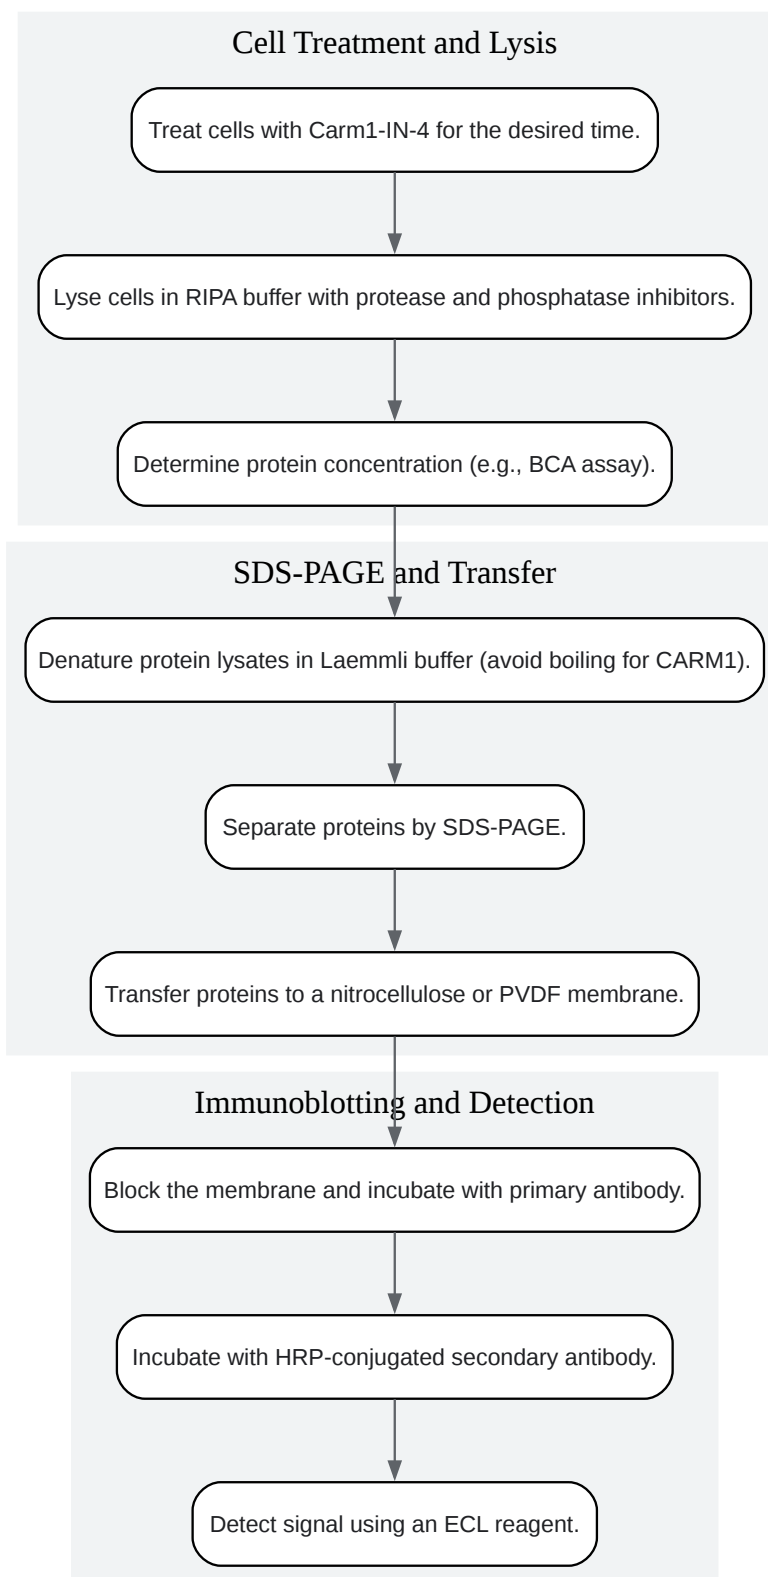 Cell Treatment and Lysis
Treat cells with Carm1-IN-4 for the desired time.
Lyse cells in RIPA buffer with protease and phosphatase inhibitors.
Determine protein concentration (e.g., BCA assay).
SDS-PAGE and Transfer
Denature protein lysates in Laemmli buffer (avoid boiling for CARM1).
Separate proteins by SDS-PAGE.
Transfer proteins to a nitrocellulose or PVDF membrane.
Immunoblotting and Detection
Block the membrane and incubate with primary antibody.
Incubate with HRP-conjugated secondary antibody.
Detect signal using an ECL reagent.